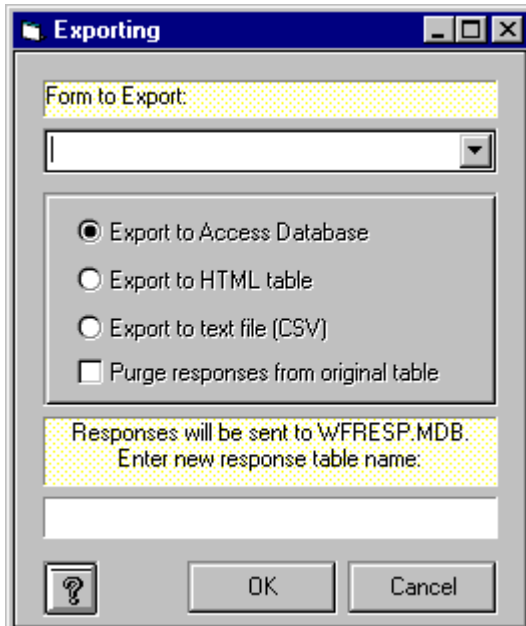 Exporting
Form to Export:
Export to Access Database
Export to HTML table
Export to text file (CSV)
Purge responses from original table
Responses will be sent to WFRESP.MDB.
Enter new response table name:
? OK Cancel